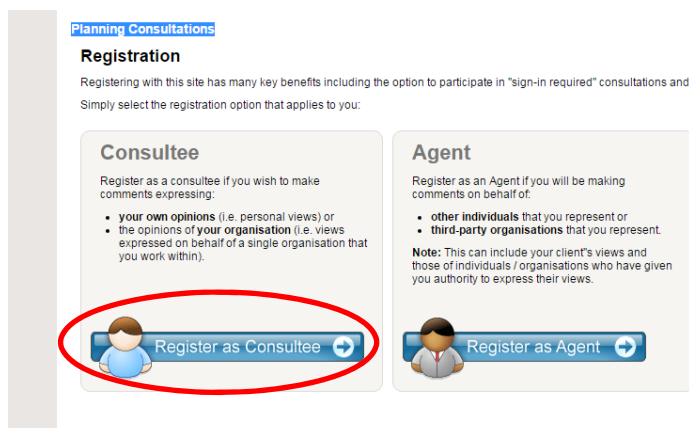 Planning Consultations
Registration
Registering with this site has many key benefits including the option to participate in "sign-in required" consultations and
Simply select the registration option that applies to you:
Consultee
Register as a consultee if you wish to make
comments expressing:
• your own opinions (i.e. personal views) or
• the opinions of your organisation (i.e. views
expressed on behalf of a single organisation that
you work within).
Register as Consultee
Agent
Register as an Agent if you will be making
comments on behalf of:
• other individuals that you represent or
• third-party organisations that you represent.
Note: This can include your client"s views and
those of individuals / organisations who have given
you authority to express their views.
Register as Agent